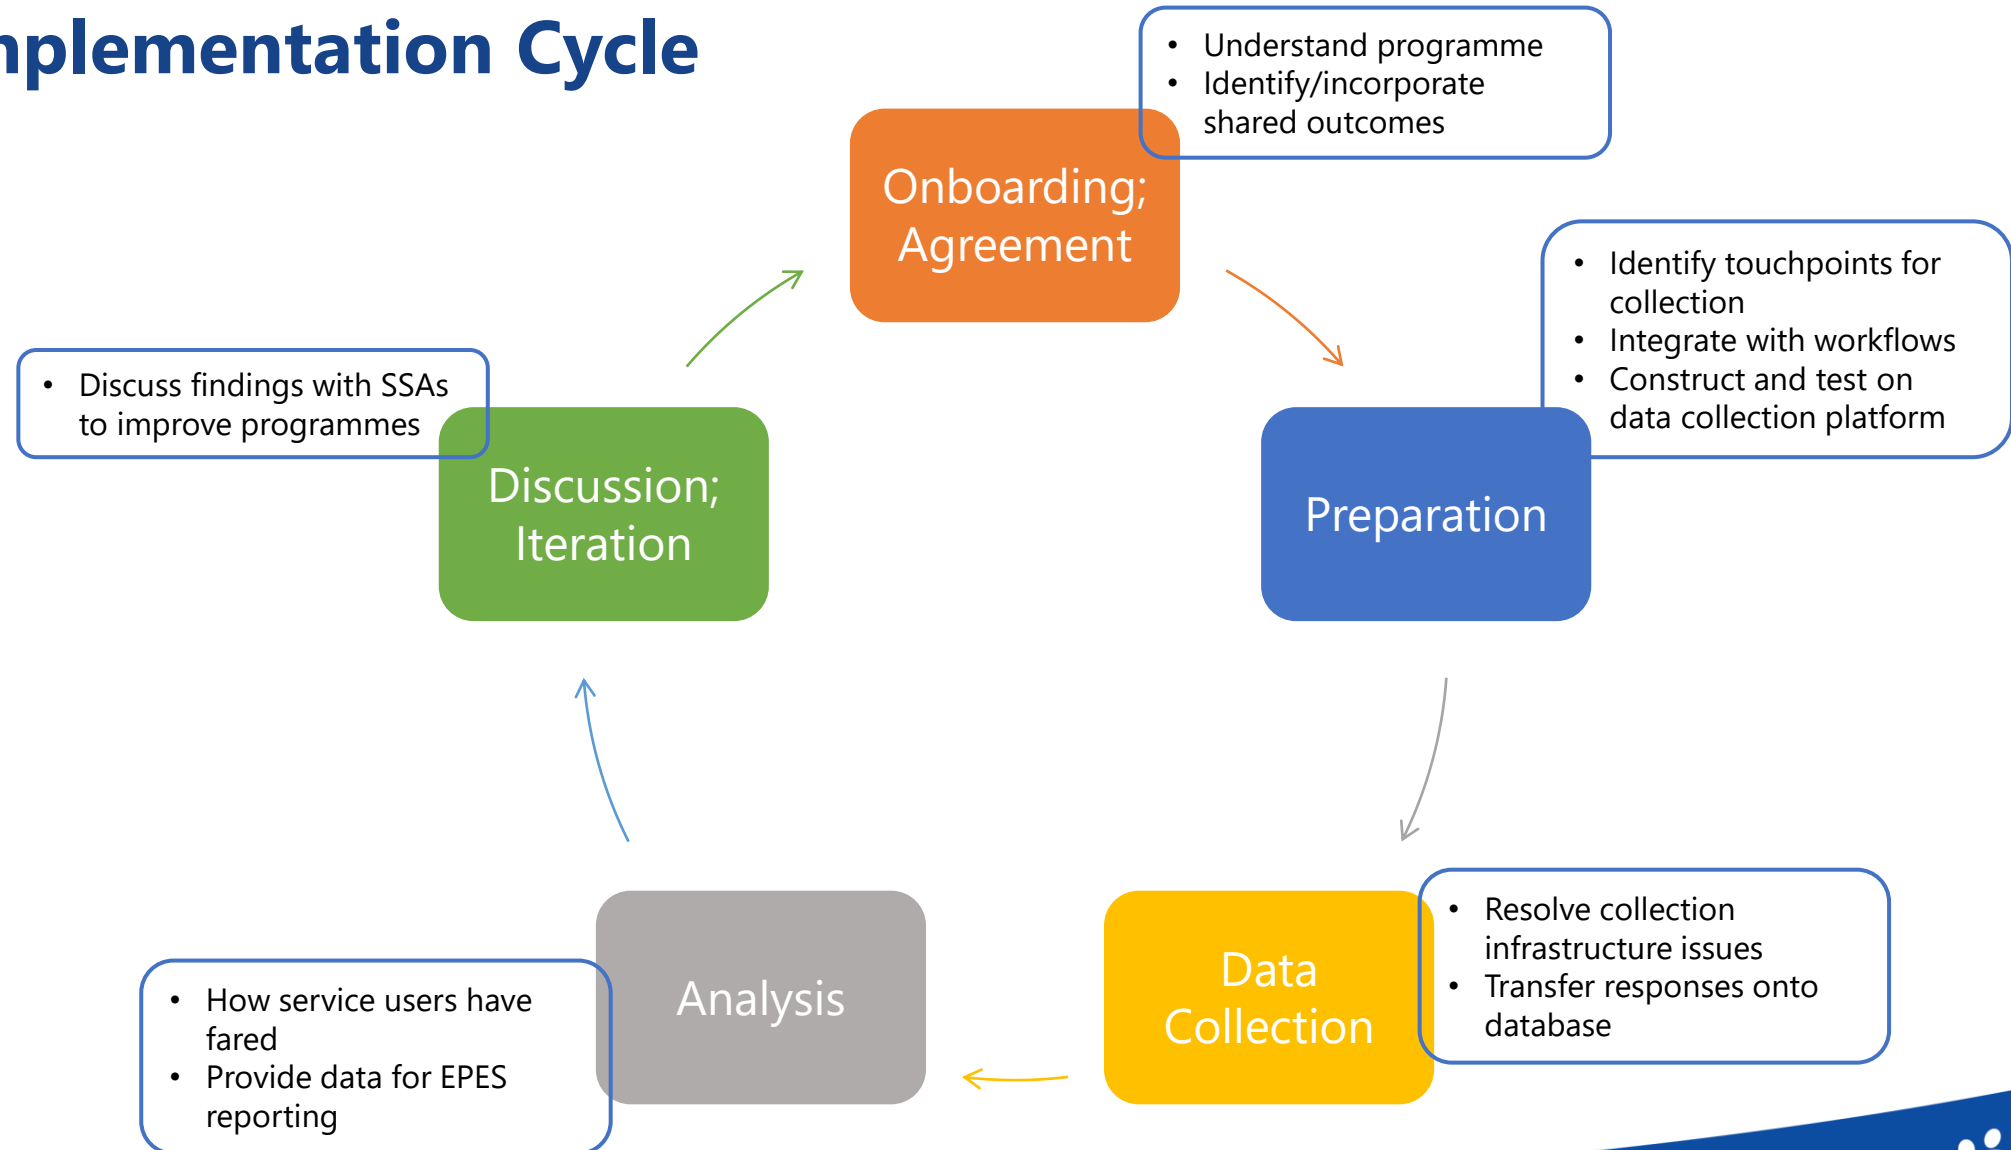 mplementation Cycle
• Understand programme
• Identify/incorporate
shared outcomes
Onboarding;
Agreement
• Identify touchpoints for
collection
• Integrate with workflows
• Construct and test on
data collection platform
Preparation
• Discuss findings with SSAs
to improve programmes
Discussion;
Iteration
• Resolve collection
infrastructure issues
• Transfer responses onto
database
Data
Collection
Analysis
• How service users have
fared
• Provide data for EPES
reporting